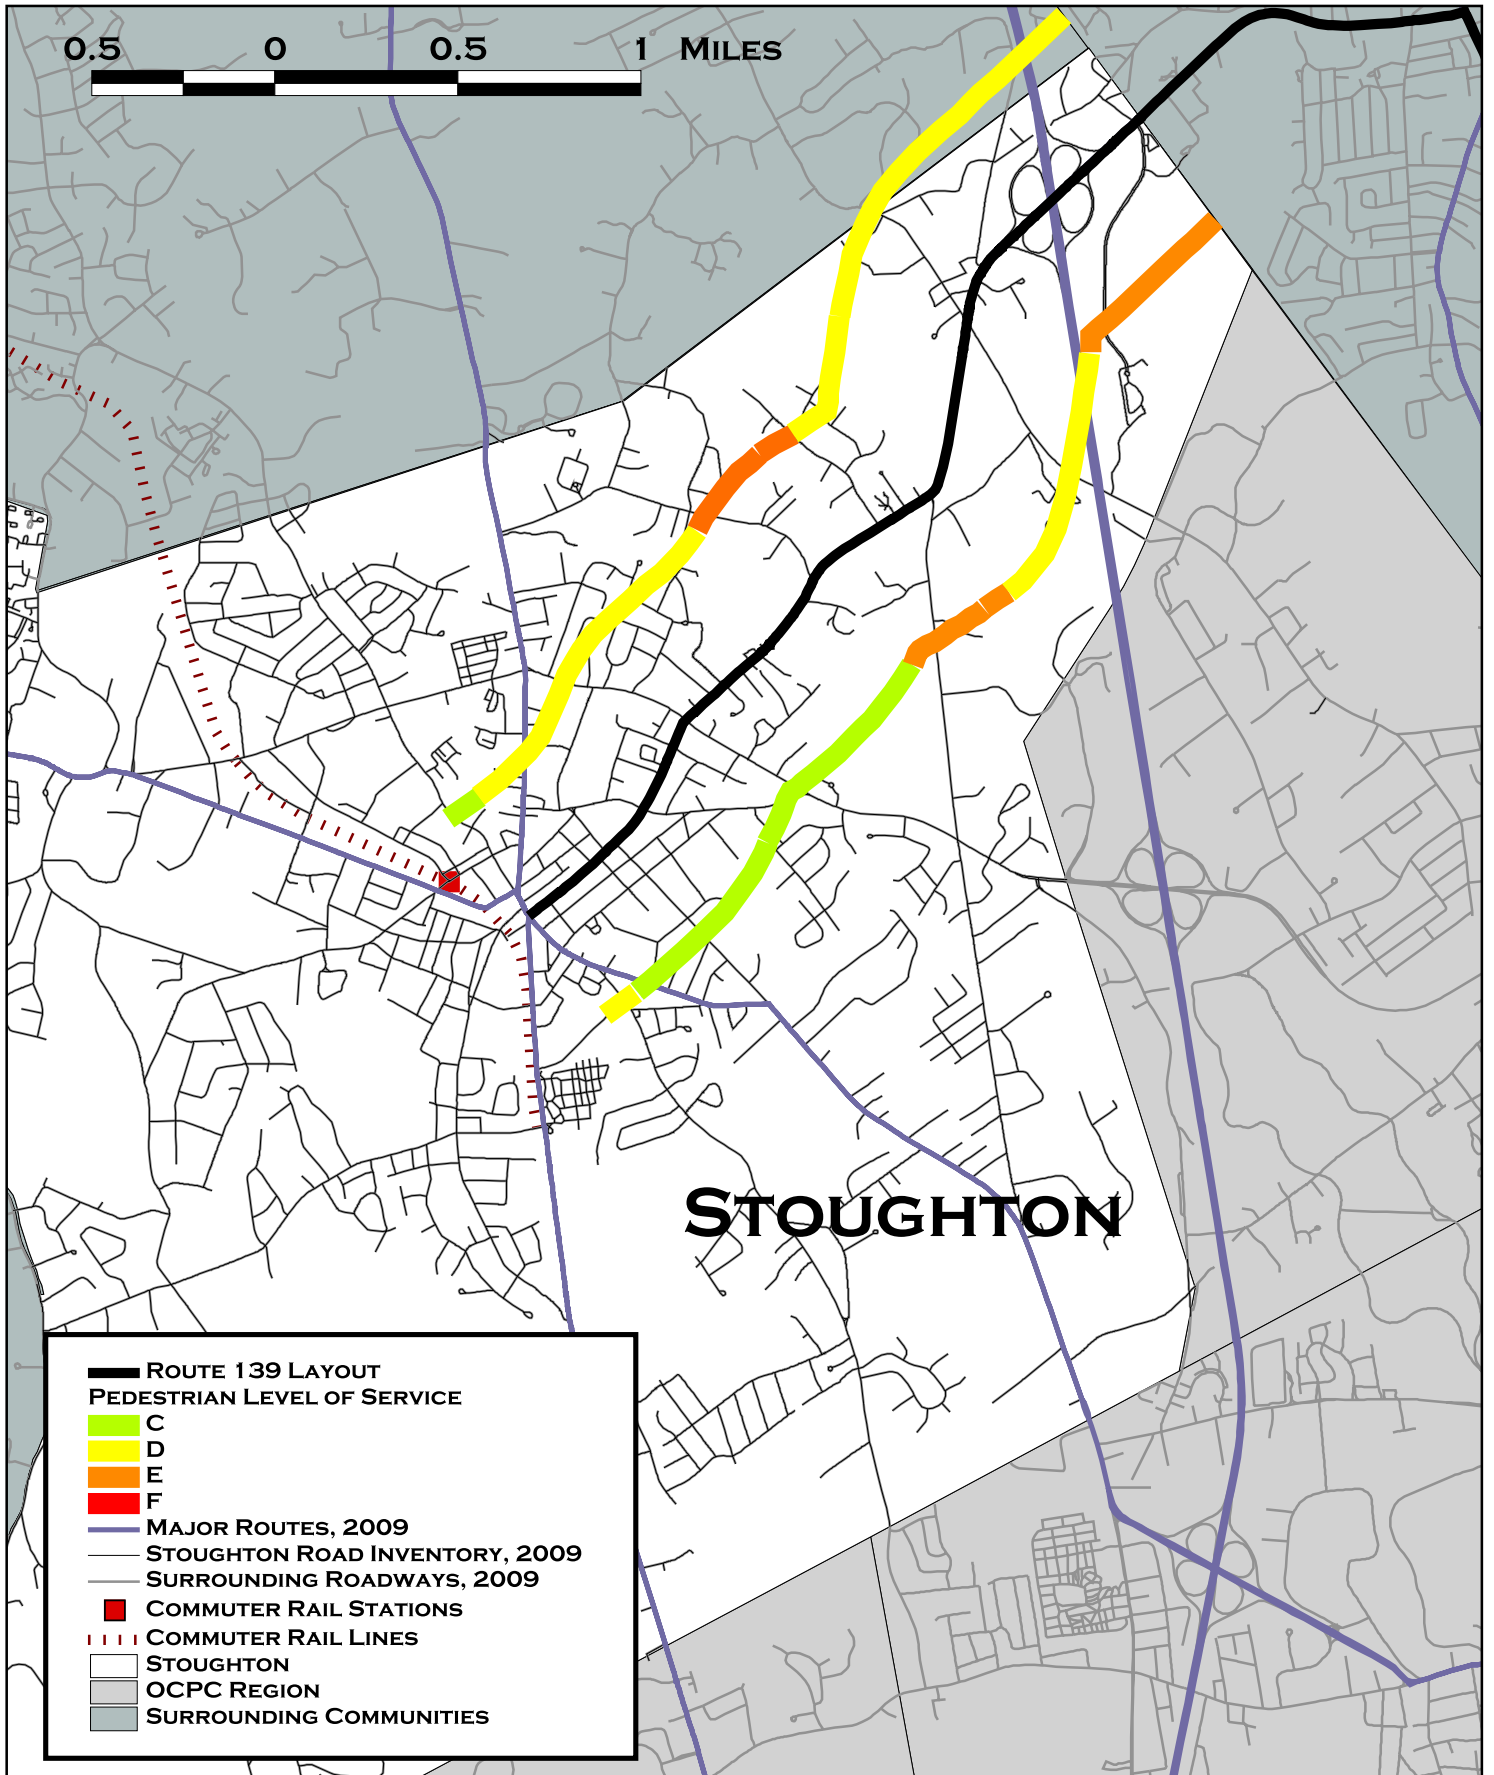 0.5 0 0.5 1 Miles
Stoughton
Route 139 Layout
Pedestrian Level of Service
C
D
E
F
Major Routes, 2009
Stoughton Road Inventory, 2009
Surrounding Roadways, 2009
Commuter Rail Stations
Commuter Rail Lines
Stoughton
OCPC Region
Surrounding Communities